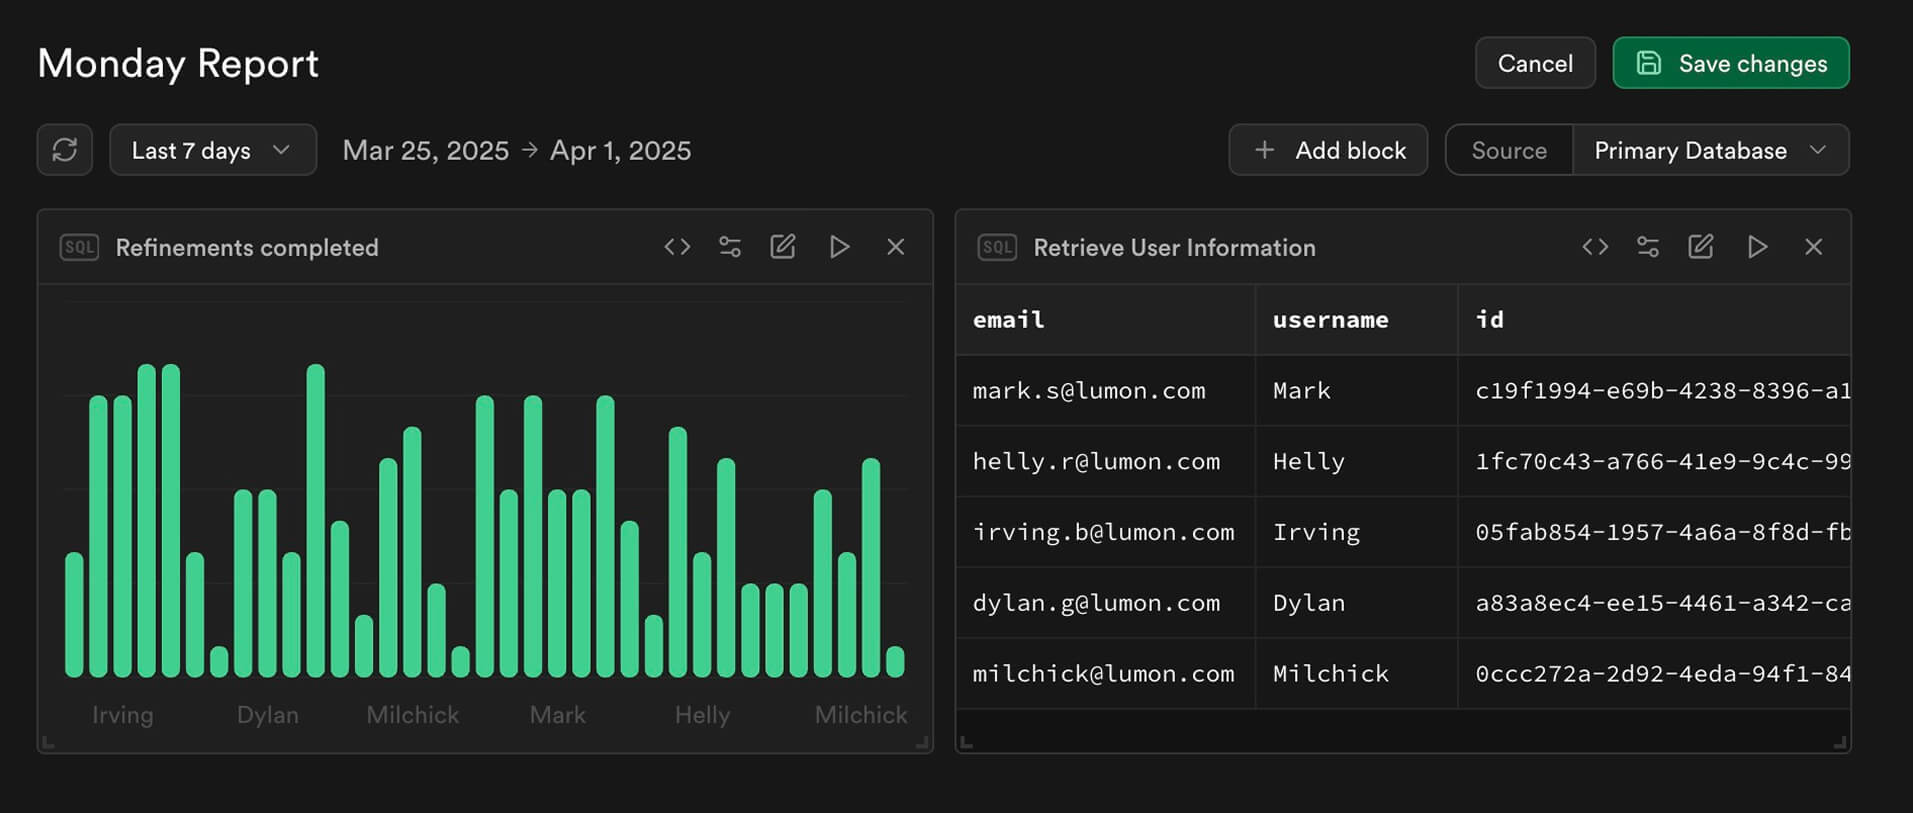 Monday Report
Cancel
Save changes
Last 7 days
Mar 25, 2025 → Apr 1, 2025
+ Add block
Source
Primary Database
SQL Refinements completed
Irving Dylan Milchick Mark Helly Milchick
SQL Retrieve User Information
email username id
mark.s@lumon.com Mark c19f1994-e69b-4238-8396-a1
helly.r@lumon.com Helly 1fc70c43-a766-41e9-9c4c-99
irving.b@lumon.com Irving 05fab854-1957-4a6a-8f8d-fb
dylan.g@lumon.com Dylan a83a8ec4-ee15-4461-a342-ca
milchick@lumon.com Milchick 0ccc272a-2d92-4eda-94f1-84